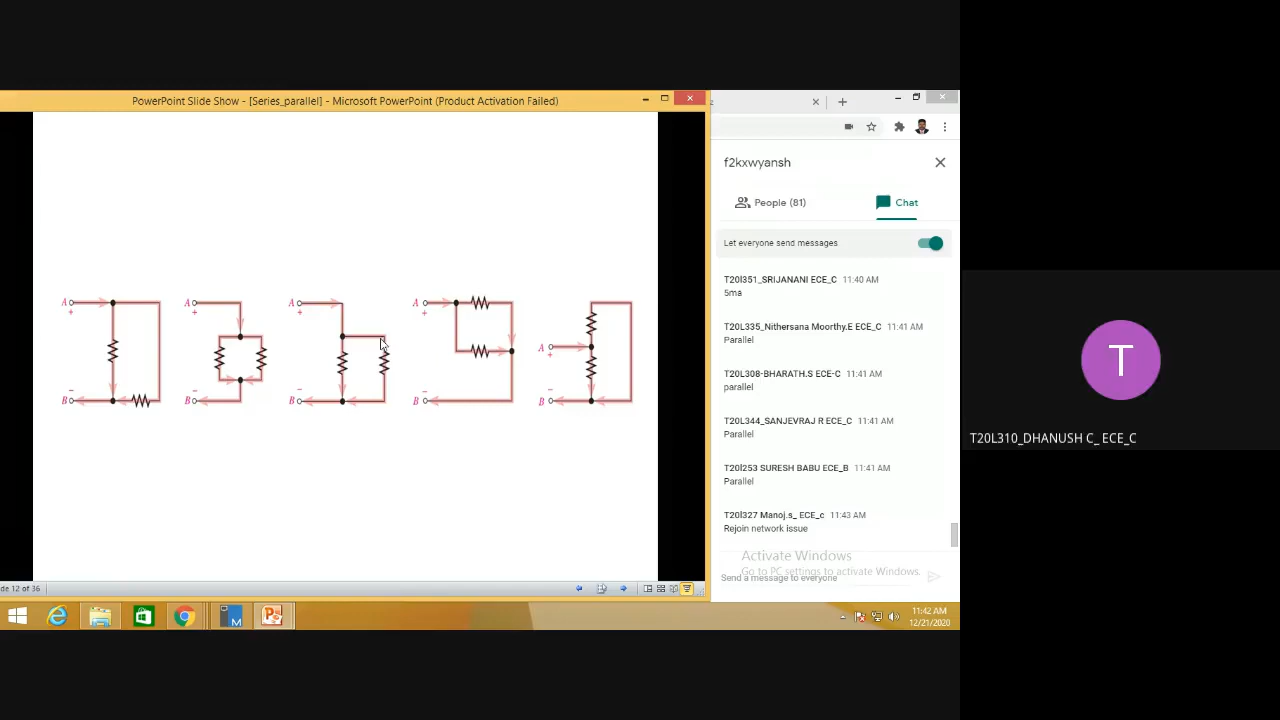 PowerPoint Slide Show - [Series_parallel] - Microsoft PowerPoint (Product Activation Failed)
f2kxwyansh
People (81)
Chat
Let everyone send messages
T20l351_SRIJANANI ECE_C 11:40 AM
5ma
T20L335_Nithersana Moorthy.E ECE_C 11:41 AM
Parallel
T20L308-BHARATH.S ECE-C 11:41 AM
parallel
T20L344_SANJEVRAJ R ECE_C 11:41 AM
Parallel
T20l253 SURESH BABU ECE_B 11:41 AM
Parallel
T20l327 Manoj.s_ ECE_c 11:43 AM
Rejoin network issue
Activate Windows
Go to PC settings to activate Windows.
Send a message to everyone
A + A + A + A + A +
− B − B − B − B − B
de 12 of 36
M
11:42 AM
12/21/2020
T
T20L310_DHANUSH C_ ECE_C